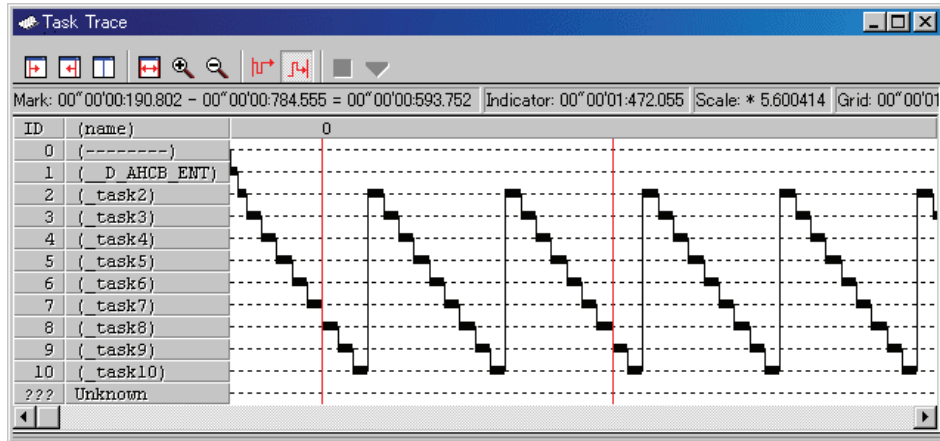 Task Trace
Mark: 00"00'00:190.802 - 00"00'00:784.555 = 00"00'00:593.752 Indicator: 00"00'01:472.055 Scale: * 5.600414 Grid: 00"00'01
ID (name) 0
0 (--------)
1 (__D_AHCB_ENT)
2 (_task2)
3 (_task3)
4 (_task4)
5 (_task5)
6 (_task6)
7 (_task7)
8 (_task8)
9 (_task9)
10 (_task10)
??? Unknown